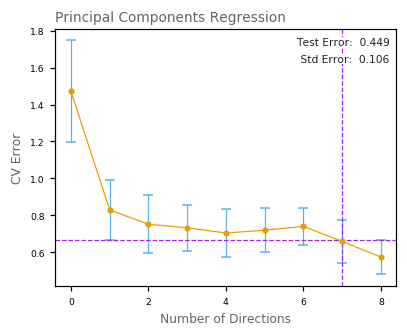 Principal Components Regression
Test Error:  0.449
Std Error:  0.106
CV Error
1.8
1.6
1.4
1.2
1.0
0.8
0.6
0 2 4 6 8
Number of Directions